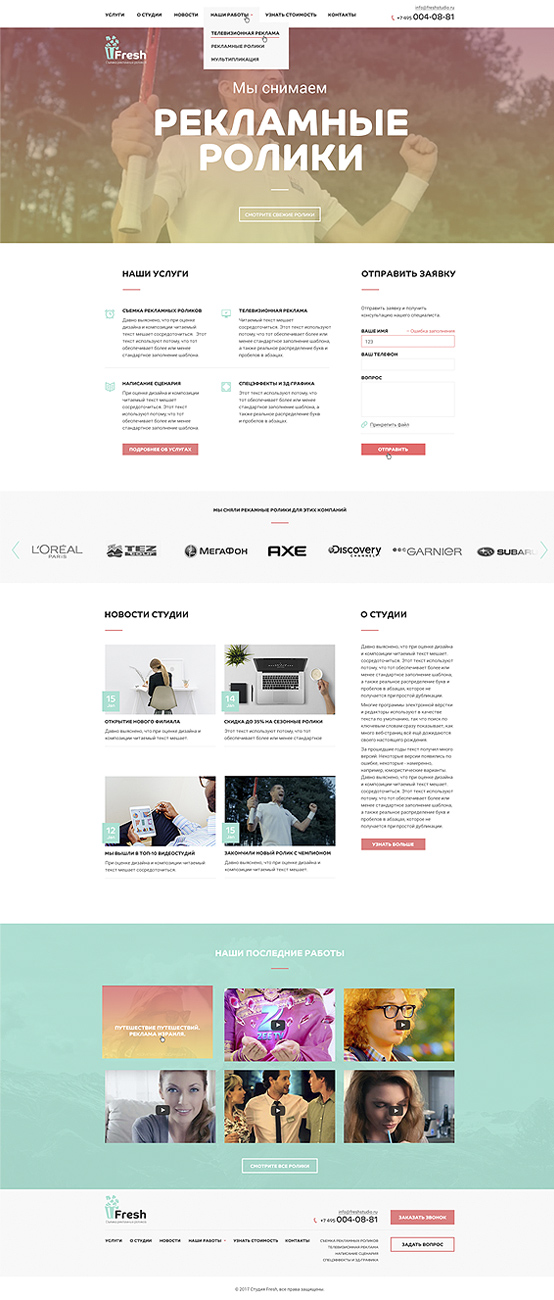 info@freshstudio.ru
УСЛУГИ О СТУДИИ НОВОСТИ НАШИ РАБОТЫ УЗНАТЬ СТОИМОСТЬ КОНТАКТЫ +7 495 004-08-81
ТЕЛЕВИЗИОННАЯ РЕКЛАМА
РЕКЛАМНЫЕ РОЛИКИ
МУЛЬТИПЛИКАЦИЯ
Fresh
Мы снимаем
РЕКЛАМНЫЕ
РОЛИКИ
СМОТРИТЕ СВЕЖИЕ РОЛИКИ
НАШИ УСЛУГИ
СЪЕМКА РЕКЛАМНЫХ РОЛИКОВ
Давно выяснено, что при оценке
дизайна и композиции читаемый
текст мешает сосредоточиться. Этот
текст используют потому, что тот
обеспечивает более или менее
стандартное заполнение шаблона
ТЕЛЕВИЗИОННАЯ РЕКЛАМА
Читаемый текст мешает
сосредоточиться. Этот текст используют
потому, что тот обеспечивает более или
менее стандартное заполнение шаблона,
а также реальное распределение букв
и пробелов в абзацах.
НАПИСАНИЕ СЦЕНАРИЯ
При оценке дизайна и композиции
читаемый текст мешает
сосредоточиться. Этот текст
используют потому, что тот
обеспечивает более или менее
стандартное заполнение шаблона.
СПЕЦЭФФЕКТЫ И 3Д-ГРАФИКА
Этот текст используют потому, что
тот обеспечивает более или менее
стандартное заполнение шаблона,
а также реальное распределение букв
и пробелов в абзацах.
ПОДРОБНЕЕ ОБ УСЛУГАХ
ОТПРАВИТЬ ЗАЯВКУ
Отправить заявку и получить
консультацию нашего специалиста
ВАШЕ ИМЯ Ошибка заполнения
123
ВАШ ТЕЛЕФОН
ВОПРОС
Прикрепить файл
ОТПРАВИТЬ
МЫ СНЯЛИ РЕКАМНЫЕ РОЛИКИ ДЛЯ ЭТИХ КОМПАНИЙ
L'ORÉAL
PARIS
TEZ
TOUR
МЕГАФОН
AXE
Discovery
CHANNEL
GARNIER
SUBARU
НОВОСТИ СТУДИИ
15
14
ОТКРЫТИЕ НОВОГО ФИЛИАЛА
Давно выяснено, что при оценке дизайна и
композиции читаемый текст мешает
СКИДКА ДО 35% НА СЕЗОННЫЕ РОЛИКИ
Этот текст используют потому, что тот
обеспечивает более или менее стандартное
12
15
МЫ ВЫШЛИ В ТОП-10 ВИДЕОСТУДИЙ
При оценке дизайна и композиции читаемый
текст мешает сосредоточиться.
ЗАКОНЧИЛИ НОВЫЙ РОЛИК С ЧЕМПИОНОМ
Давно выяснено, что при оценке дизайна и
композиции читаемый текст мешает
О СТУДИИ
Давно выяснено, что при оценке дизайна
и композиции читаемый текст мешает
сосредоточиться. Этот текст используют
потому, что тот обеспечивает более или
менее стандартное заполнение шаблона,
а также реальное распределение букв и
пробелов в абзацах, которое не
получается при простой дубликации.
Многие программы электронной вёрстки
и редакторы используют в качестве
текста по умолчанию, так что поиск по
ключевым словам сразу показывает, как
много веб-страниц всё ещё дожидаются
своего настоящего рождения.
За прошедшие годы текст получил много
версий. Некоторые версии появились по
ошибке, некоторые - намеренно,
например, юмористические варианты
Давно выяснено, что при оценке дизайна
и композиции читаемый текст мешает
сосредоточиться. Этот текст используют
потому, что тот обеспечивает более или
менее стандартное заполнение шаблона,
а также реальное распределение букв и
пробелов в абзацах, которое не
получается при простой дубликации.
УЗНАТЬ БОЛЬШЕ
НАШИ ПОСЛЕДНИЕ РАБОТЫ
ПУТЕШЕСТВИЕ ПУТЕШЕСТВИЙ.
РЕКЛАМА ИЗРАИЛЯ.
СМОТРИТЕ ВСЕ РОЛИКИ
Fresh
info@freshstudio.ru
+7 495 004-08-81
ЗАКАЗАТЬ ЗВОНОК
УСЛУГИ О СТУДИИ НОВОСТИ НАШИ РАБОТЫ УЗНАТЬ СТОИМОСТЬ КОНТАКТЫ
СЪЕМКА РЕКЛАМНЫХ РОЛИКОВ
ТЕЛЕВИЗИОННАЯ РЕКЛАМА
НАПИСАНИЕ СЦЕНАРИЯ
СПЕЦЭФФЕКТЫ И 3Д-ГРАФИКА
ЗАДАТЬ ВОПРОС
© 2017 Студия Fresh, все права защищены